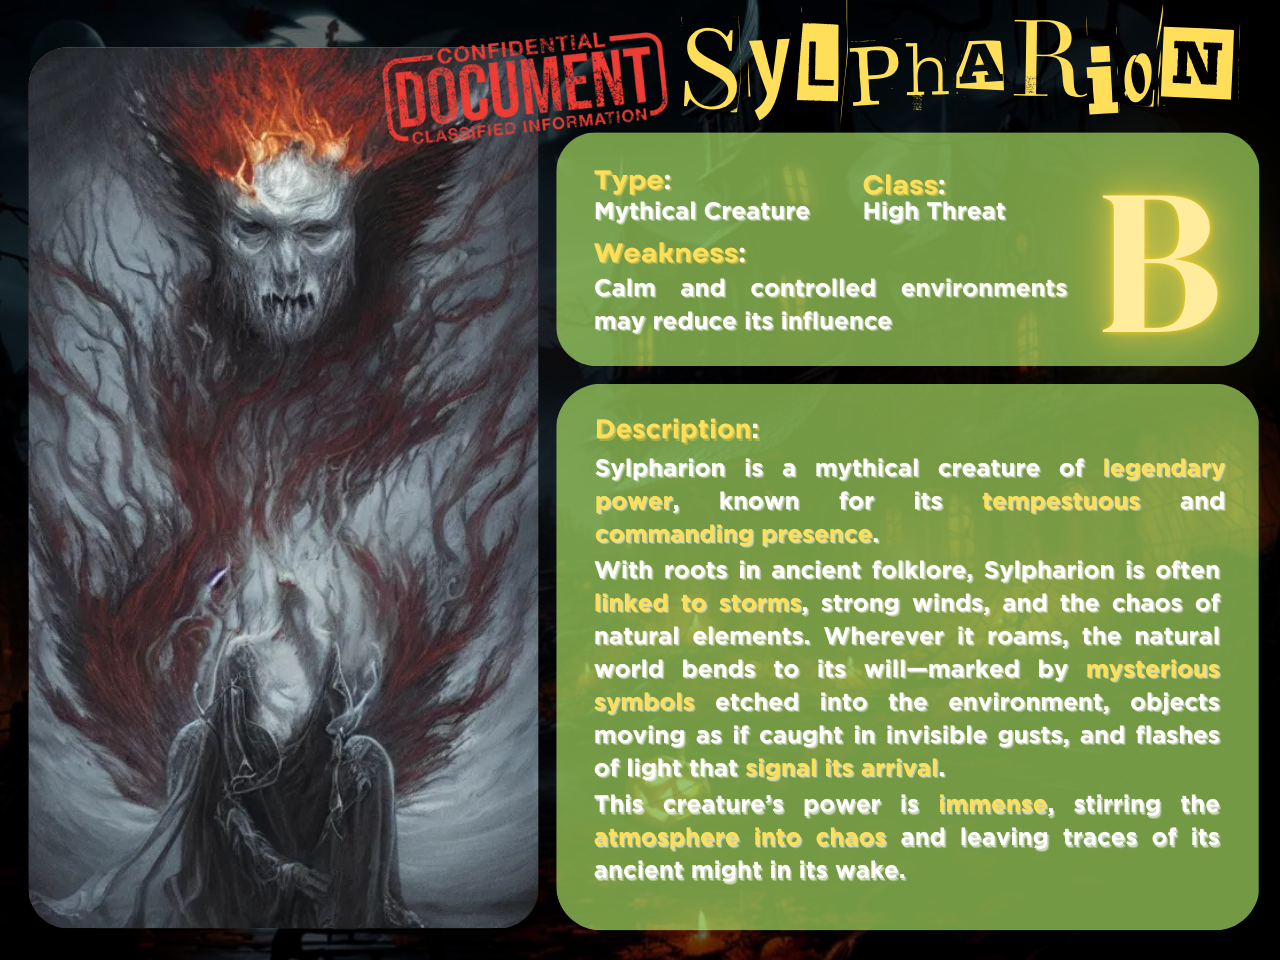 CONFIDENTIAL
DOCUMENT
CLASSIFIED INFORMATION
SyLPhARioN
Type:
Mythical Creature
Class:
High Threat
B
Weakness:
Calm and controlled environments
may reduce its influence
Description:
Sylpharion is a mythical creature of legendary
power, known for its tempestuous and
commanding presence.
With roots in ancient folklore, Sylpharion is often
linked to storms, strong winds, and the chaos of
natural elements. Wherever it roams, the natural
world bends to its will—marked by mysterious
symbols etched into the environment, objects
moving as if caught in invisible gusts, and flashes
of light that signal its arrival.
This creature’s power is immense, stirring the
atmosphere into chaos and leaving traces of its
ancient might in its wake.